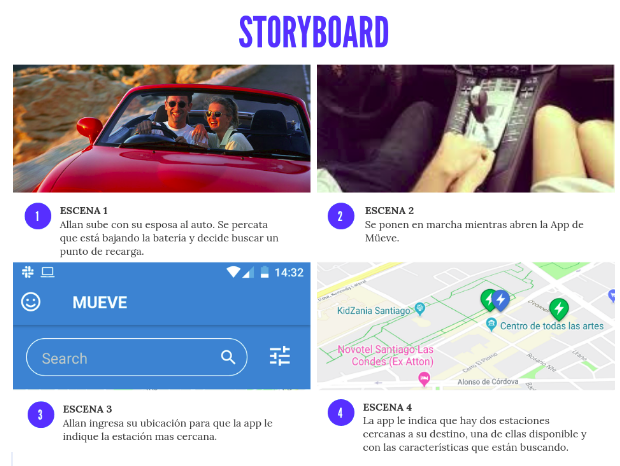 STORYBOARD
1
ESCENA 1
Allan sube con su esposa al auto. Se percata
que está bajando la batería y decide buscar un
punto de recarga.
2
ESCENA 2
Se ponen en marcha mientras abren la App de
Müeve.
14:32
MUEVE
Search
KidZania Santiago
Centro de todas las artes
Novotel Santiago Las
Condes (Ex Atton)
Alonso de Córdova
3
ESCENA 3
Allan ingresa su ubicación para que la app le
indique la estación mas cercana.
4
ESCENA 4
La app le indica que hay dos estaciones
cercanas a su destino, una de ellas disponible y
con las características que están buscando.